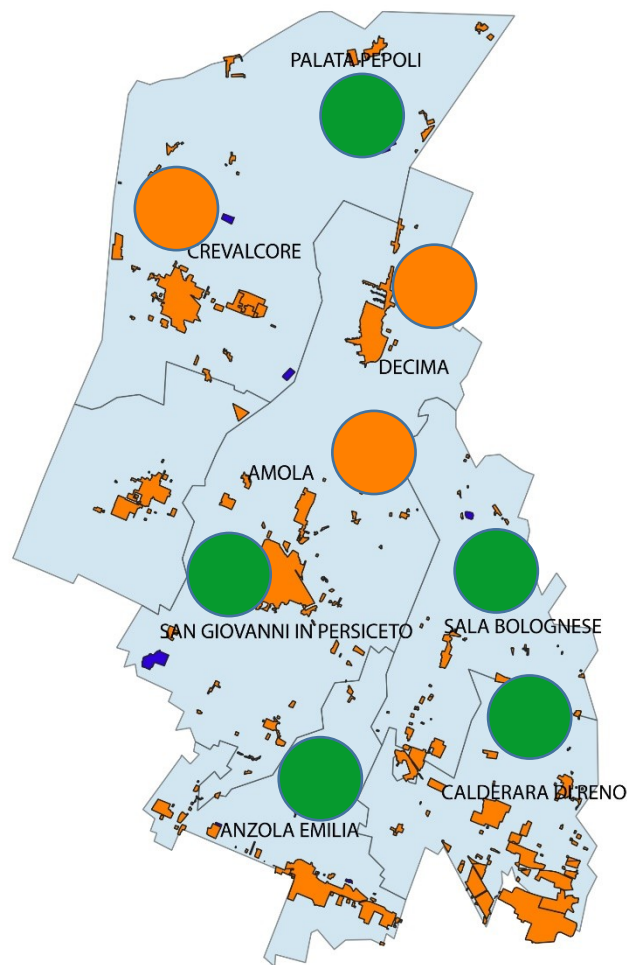 PALATA PEPOLI
CREVALCORE
DECIMA
AMOLA
SAN GIOVANNI IN PERSICETO
SALA BOLOGNESE
CALDERARA DI RENO
ANZOLA EMILIA